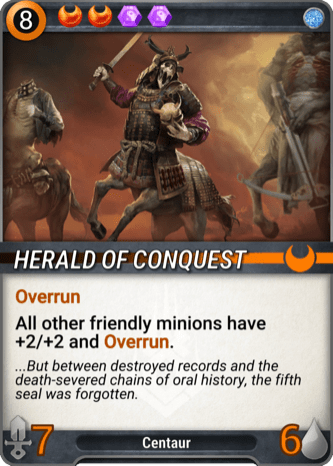 8
HERALD OF CONQUEST
Overrun
All other friendly minions have
+2/+2 and Overrun.
...But between destroyed records and the
death-severed chains of oral history, the fifth
seal was forgotten.
7
Centaur
6